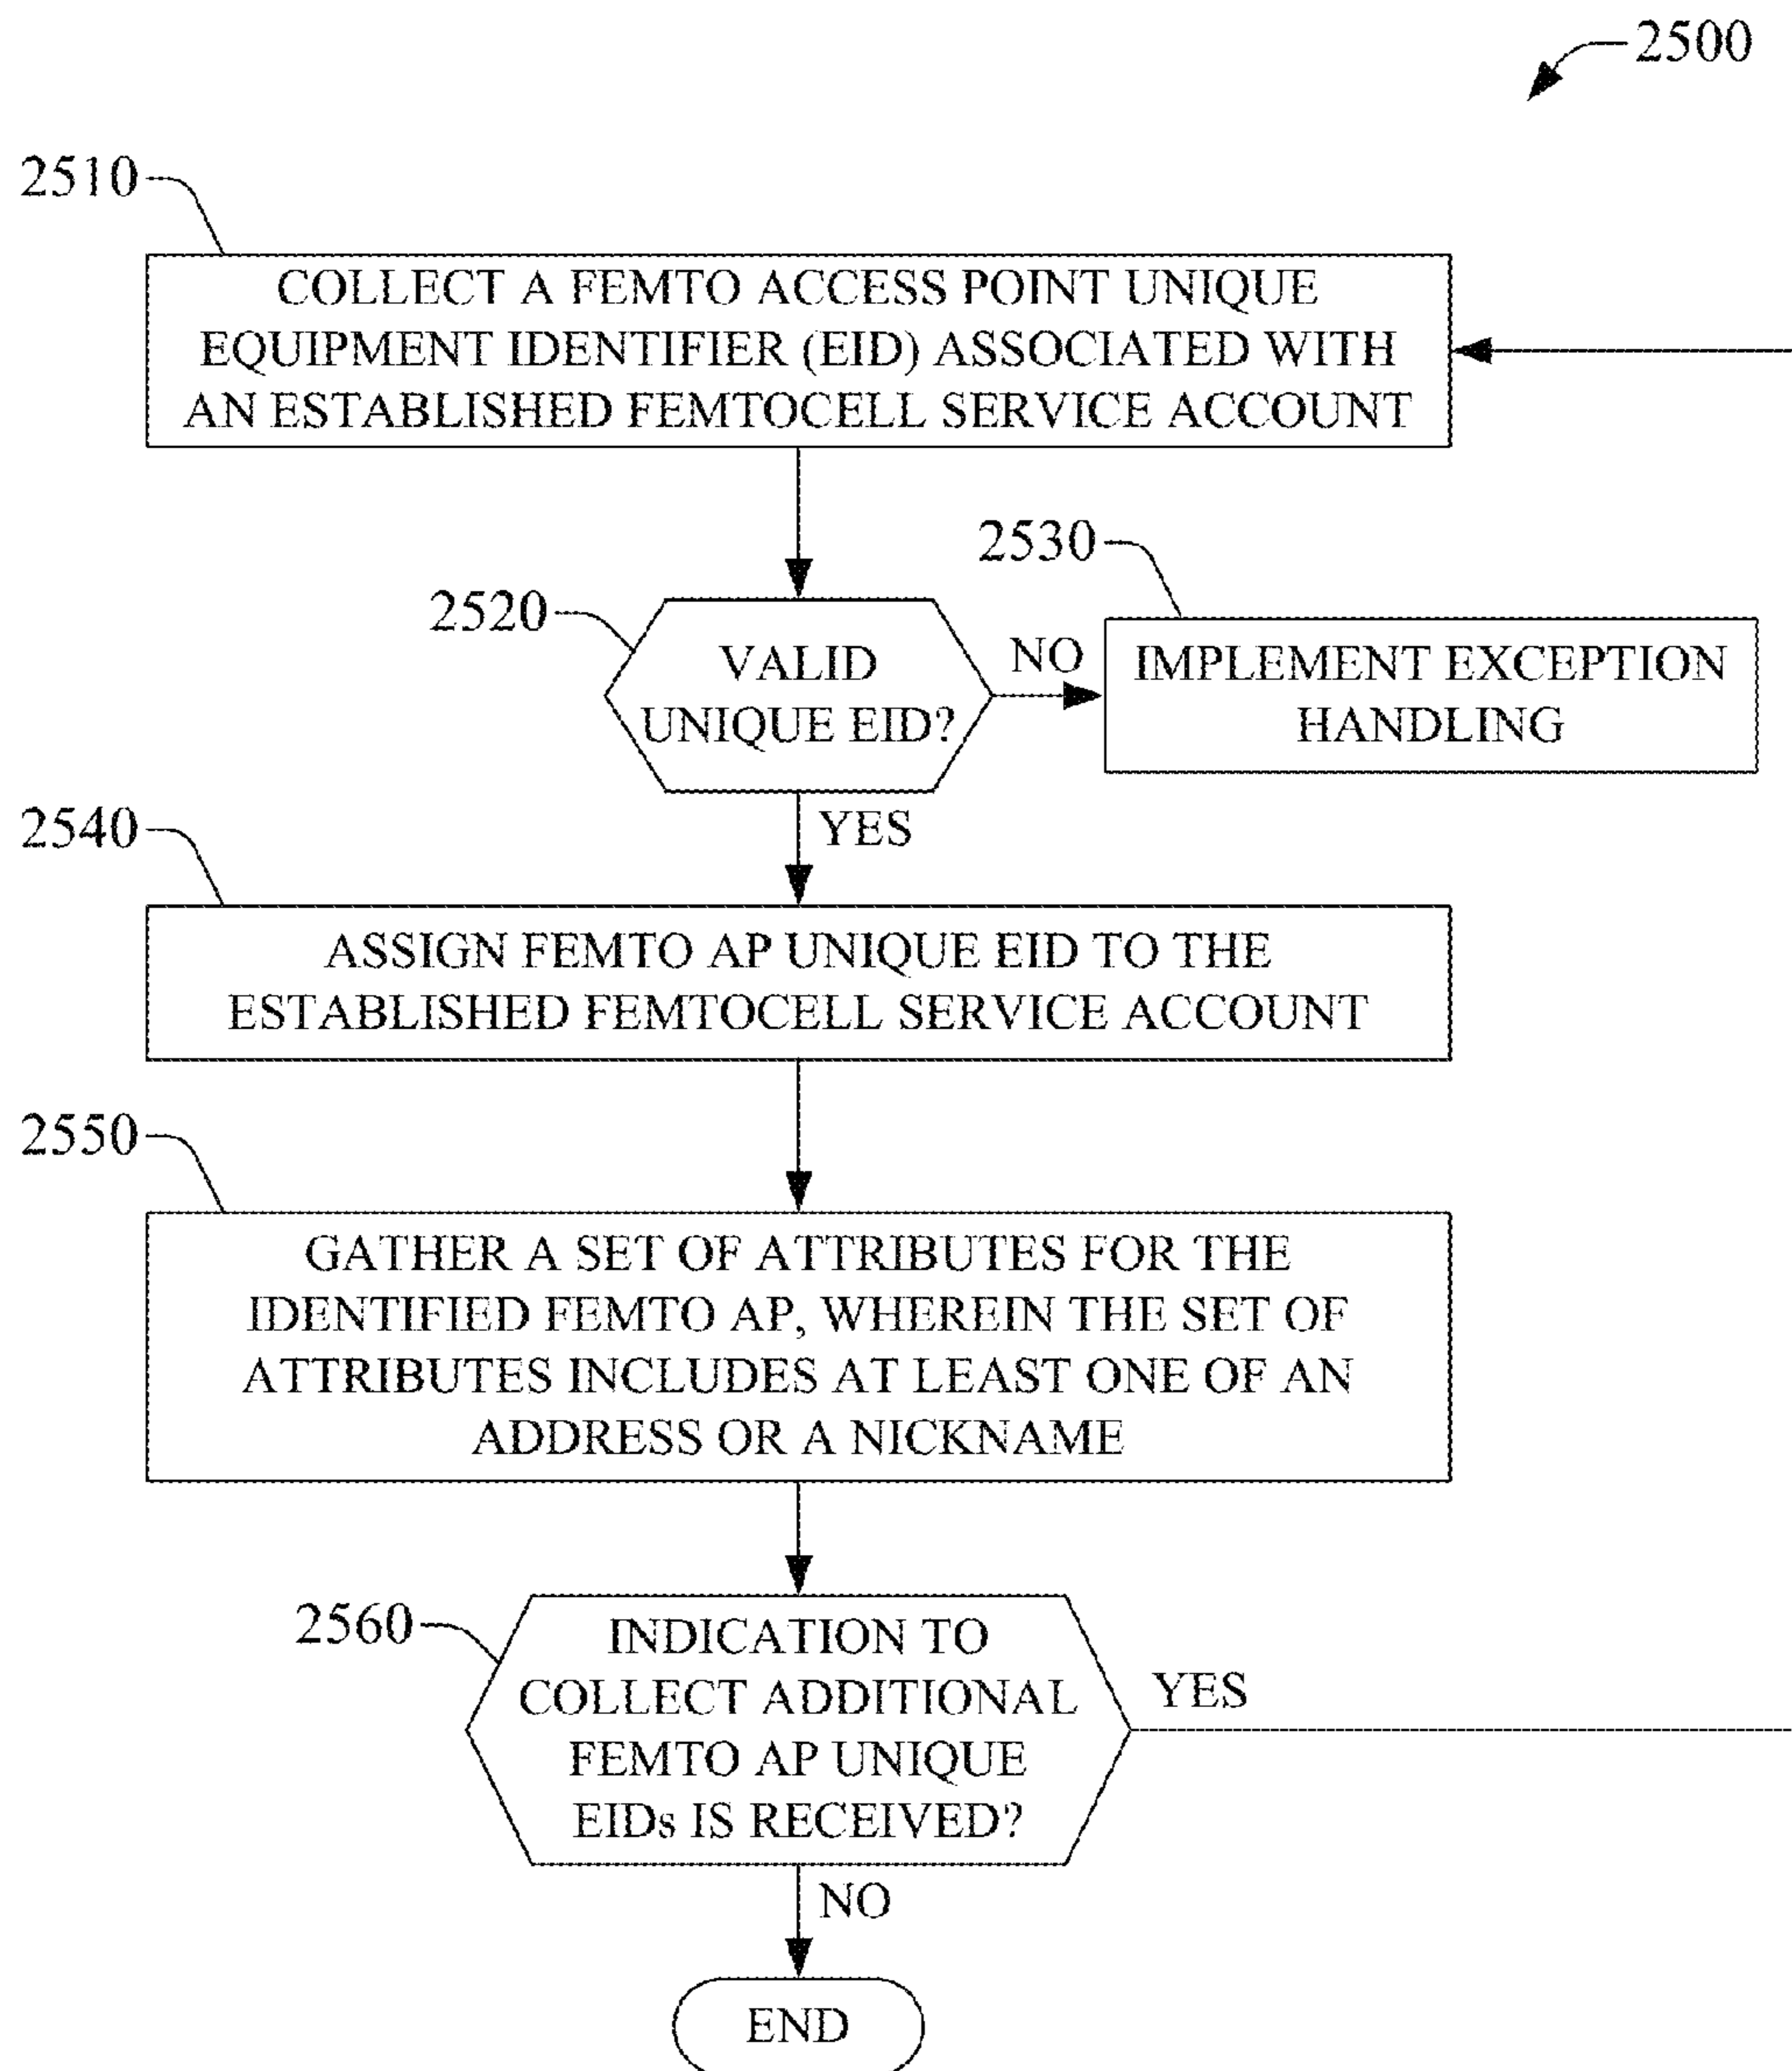 2500
2510
COLLECT A FEMTO ACCESS POINT UNIQUE
EQUIPMENT IDENTIFIER (EID) ASSOCIATED WITH
AN ESTABLISHED FEMTOCELL SERVICE ACCOUNT
2530
2520
VALID
UNIQUE EID?
NO
IMPLEMENT EXCEPTION
HANDLING
YES
2540
ASSIGN FEMTO AP UNIQUE EID TO THE
ESTABLISHED FEMTOCELL SERVICE ACCOUNT
2550
GATHER A SET OF ATTRIBUTES FOR THE
IDENTIFIED FEMTO AP, WHEREIN THE SET OF
ATTRIBUTES INCLUDES AT LEAST ONE OF AN
ADDRESS OR A NICKNAME
2560
INDICATION TO
COLLECT ADDITIONAL
FEMTO AP UNIQUE
EIDs IS RECEIVED?
YES
NO
END